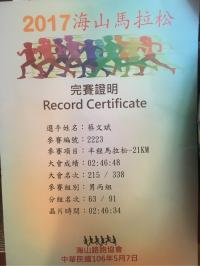 2017海山馬拉松
完賽證明
Record Certificate
選手姓名：蔡文斌
參賽編號：2223
參賽項目：半程馬拉松-21KM
大會成績：02:46:48
大會名次：215 / 338
參賽組別：男丙組
分組名次：63 / 91
晶片時間：02:46:34
海山路跑協會
中華民國106年5月7日